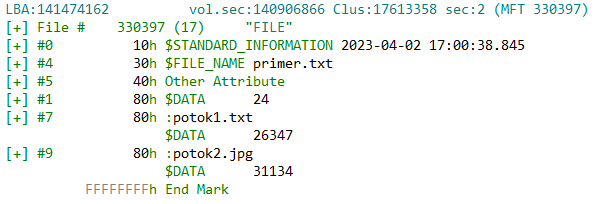 LBA:141474162 vol.sec:140906866 Clus:17613358 sec:2 (MFT 330397)
[+] File # 330397 (17) "FILE"
[+] #0 10h $STANDARD_INFORMATION 2023-04-02 17:00:38.845
[+] #4 30h $FILE_NAME primer.txt
[+] #5 40h Other Attribute
[+] #1 80h $DATA 24
[+] #7 80h :potok1.txt
$DATA 26347
[+] #9 80h :potok2.jpg
$DATA 31134
FFFFFFFFh End Mark